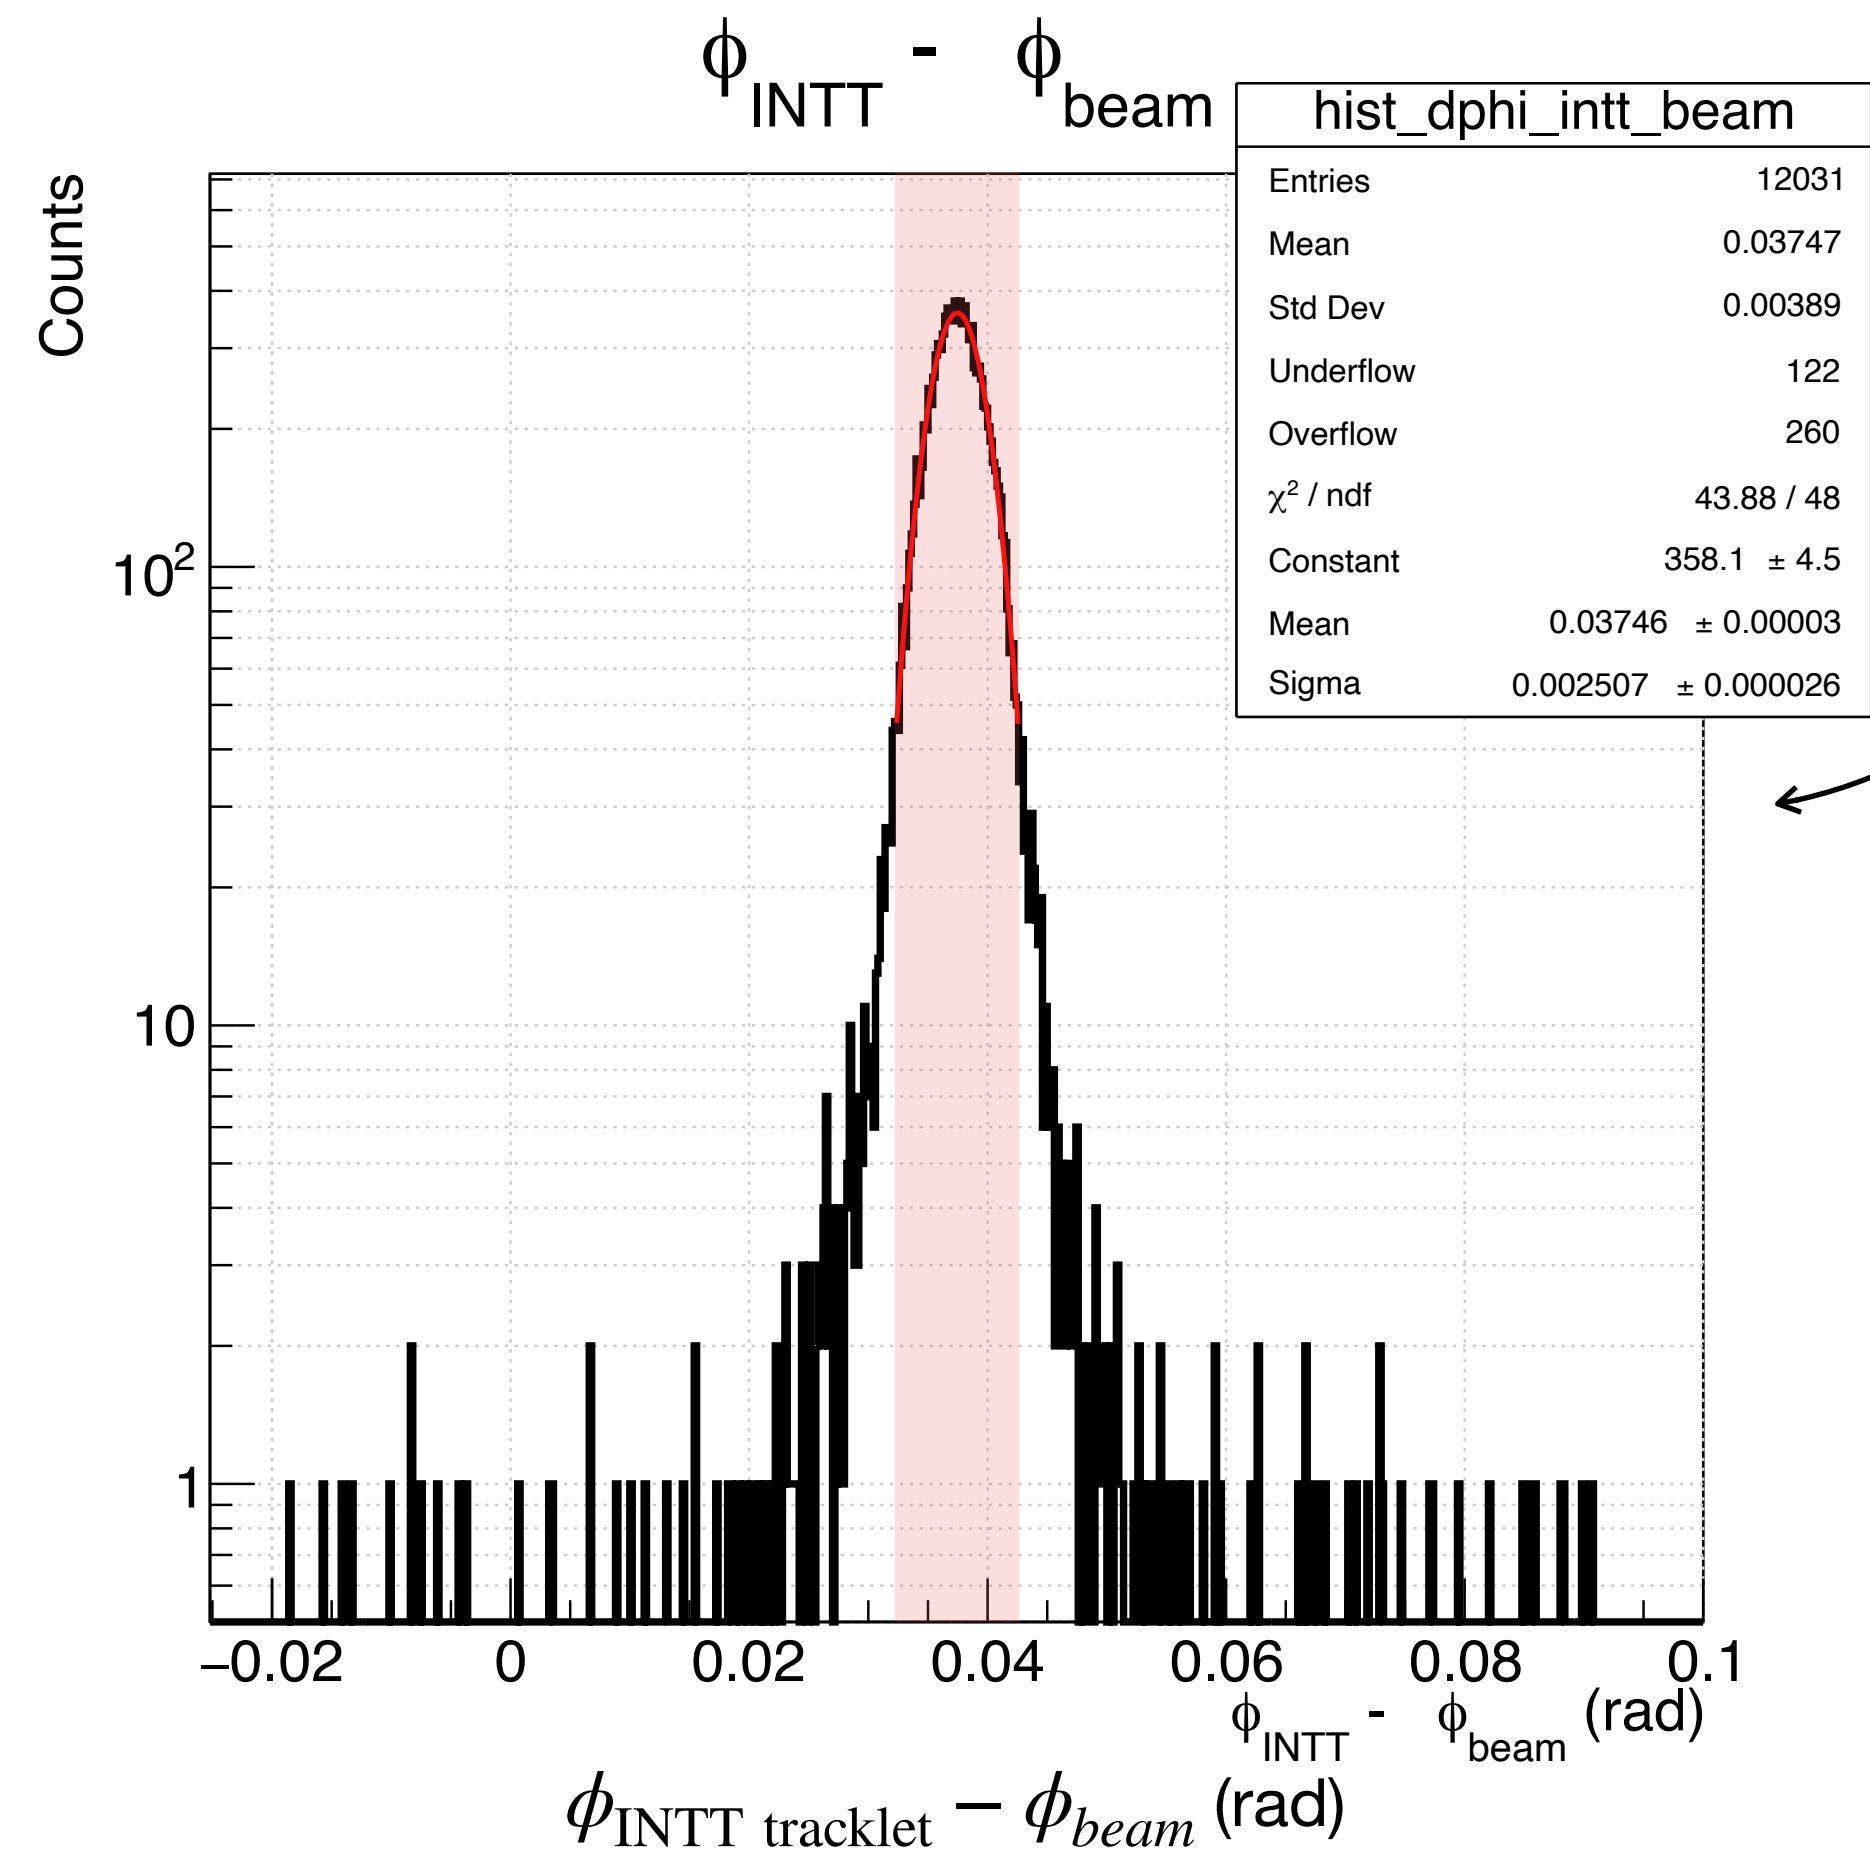 ϕINTT - ϕbeam
hist_dphi_intt_beam
Entries 12031
Mean 0.03747
Std Dev 0.00389
Underflow 122
Overflow 260
χ² / ndf 43.88 / 48
Constant 358.1 ± 4.5
Mean 0.03746 ± 0.00003
Sigma 0.002507 ± 0.000026
Counts
10²
10
1
−0.02 0 0.02 0.04 0.06 0.08 0.1
ϕINTT - ϕbeam (rad)
ϕINTT tracklet − ϕbeam (rad)